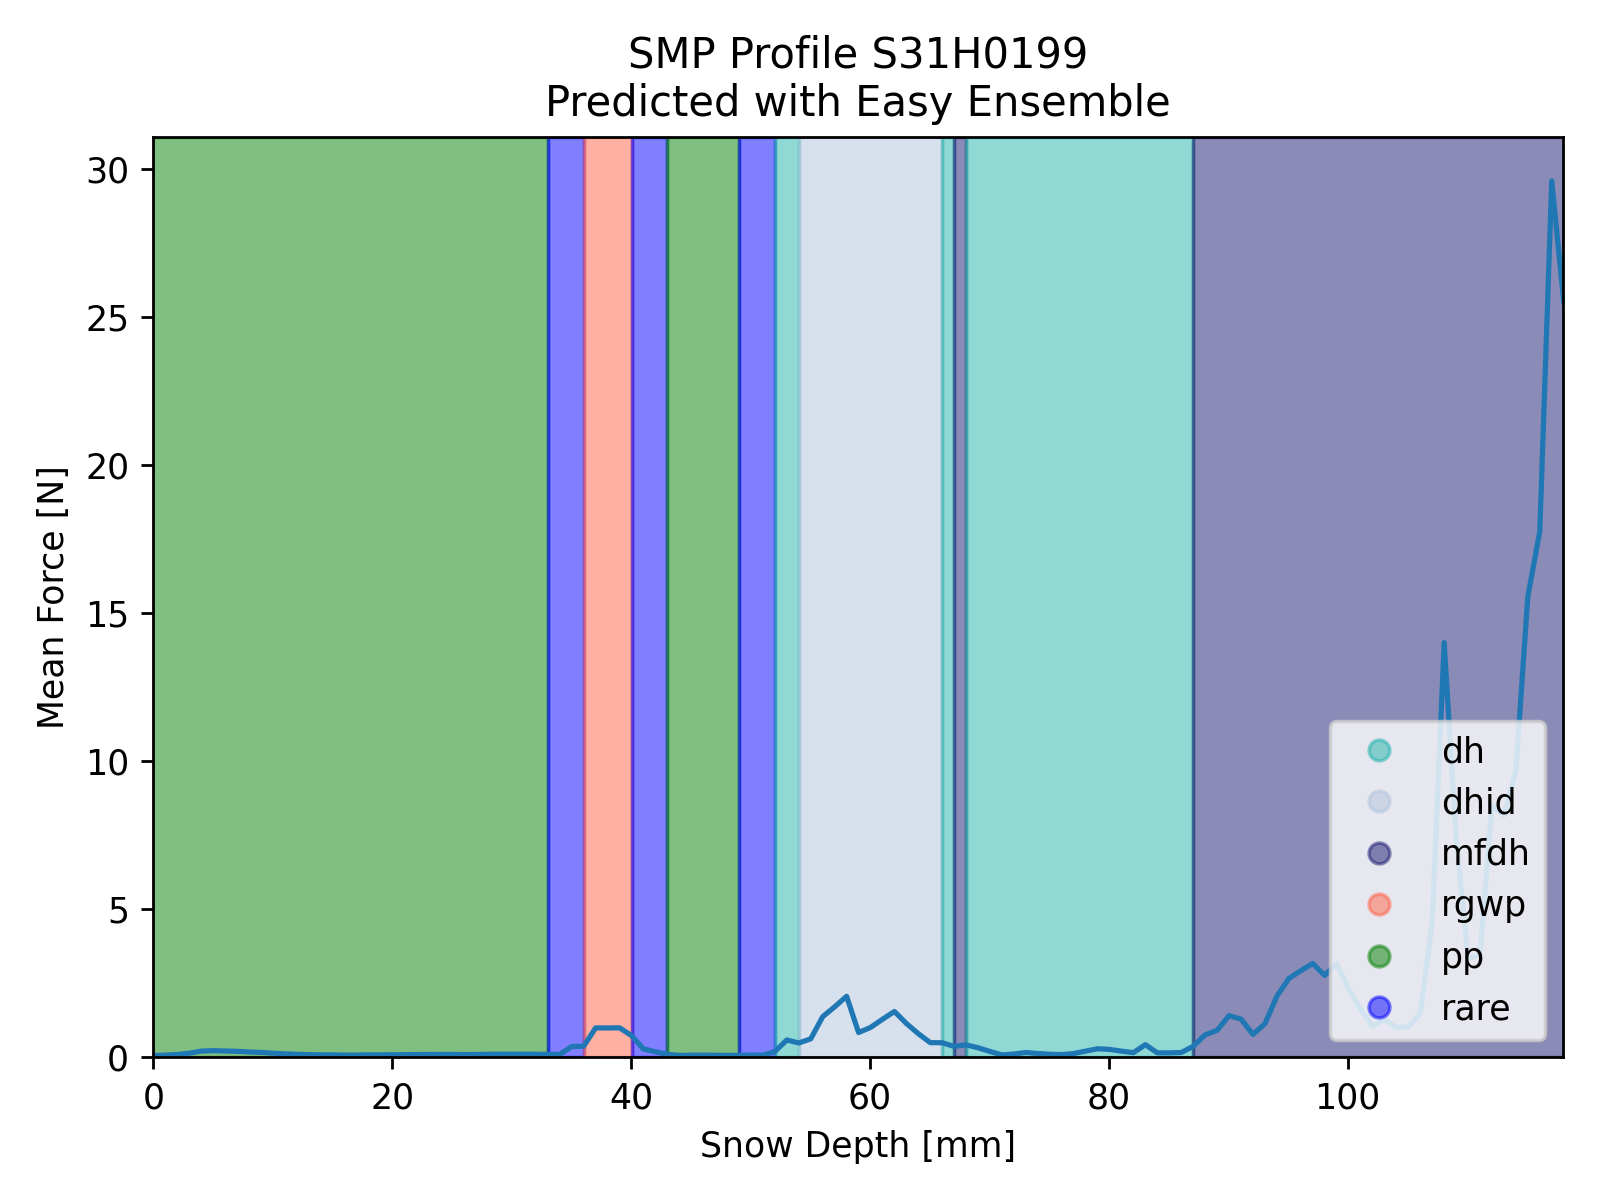 SMP Profile S31H0199
Predicted with Easy Ensemble
30
25
20
15
10
5
0
Mean Force [N]
0 20 40 60 80 100
Snow Depth [mm]
dh
dhid
mfdh
rgwp
pp
rare